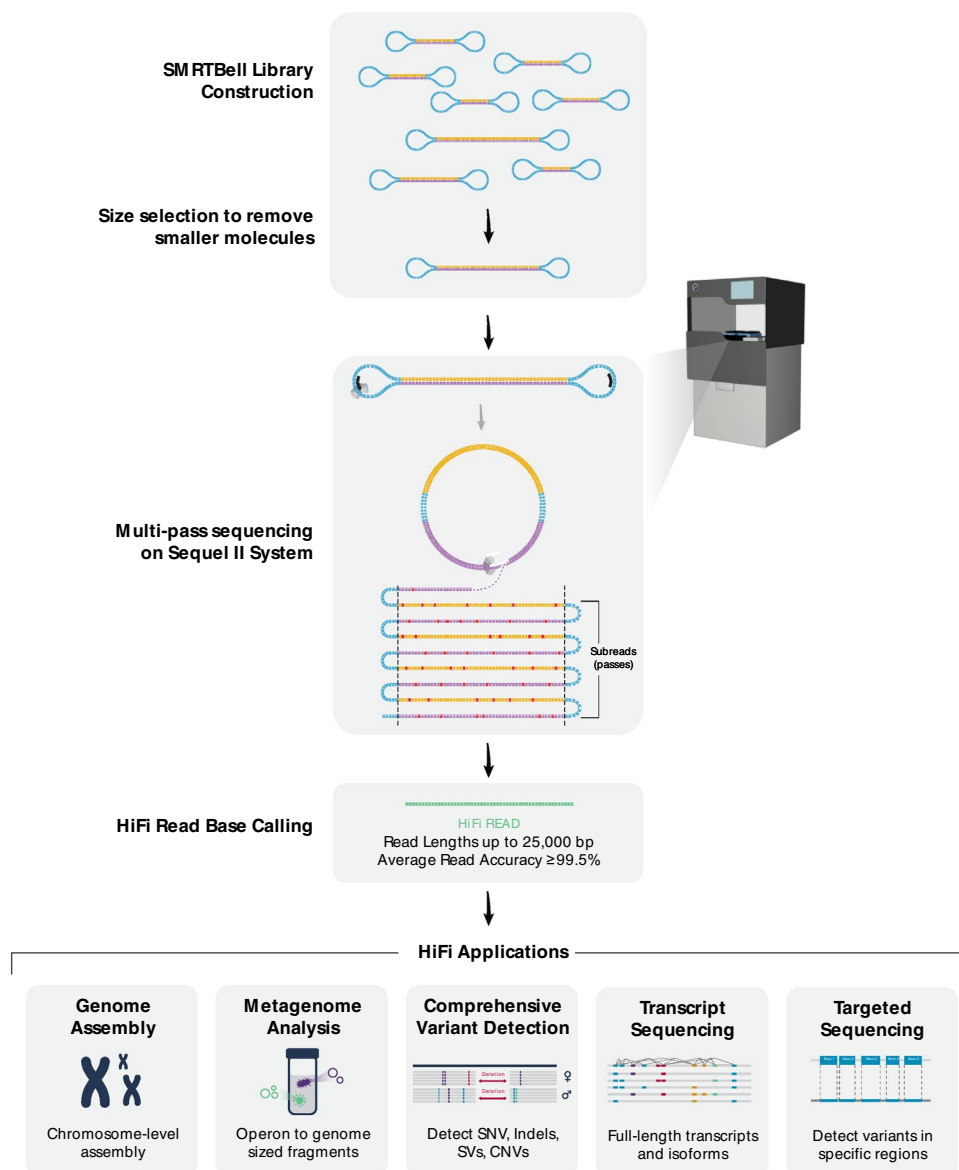 SMRTBell Library
Construction
Size selection to remove
smaller molecules
Multi-pass sequencing
on Sequel II System
Subreads
(passes)
HiFi Read Base Calling
HiFi READ
Read Lengths up to 25,000 bp
Average Read Accuracy ≥99.5%
HiFi Applications
Genome
Assembly
Chromosome-level
assembly
Metagenome
Analysis
Operon to genome
sized fragments
Comprehensive
Variant Detection
Deletion
♀
Deletion
♂
Detect SNV, Indels,
SVs, CNVs
Transcript
Sequencing
Full-length transcripts
and isoforms
Targeted
Sequencing
Detect variants in
specific regions